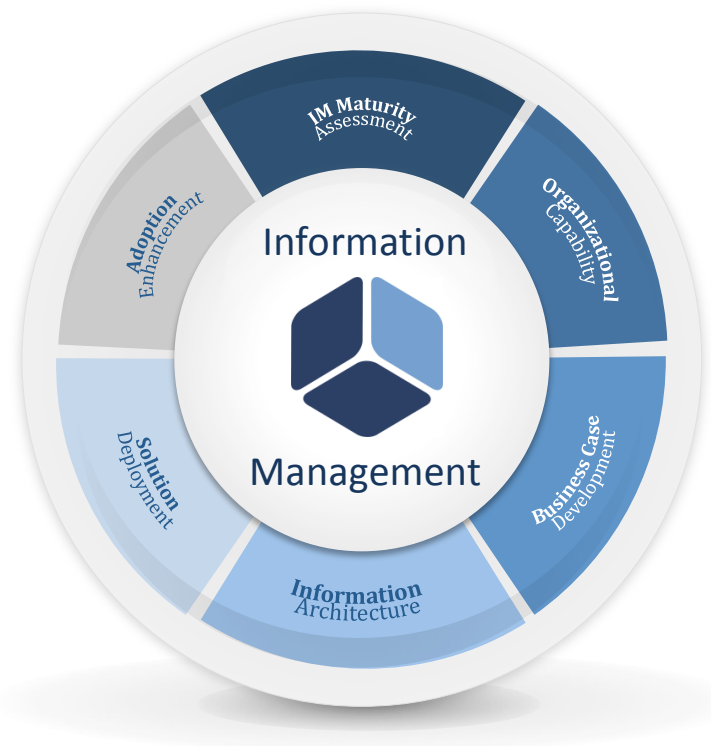 IM Maturity
Assessment
Organizational
Capability
Business Case
Development
Information
Architecture
Solution
Deployment
Adoption
Enhancement
Information
Management